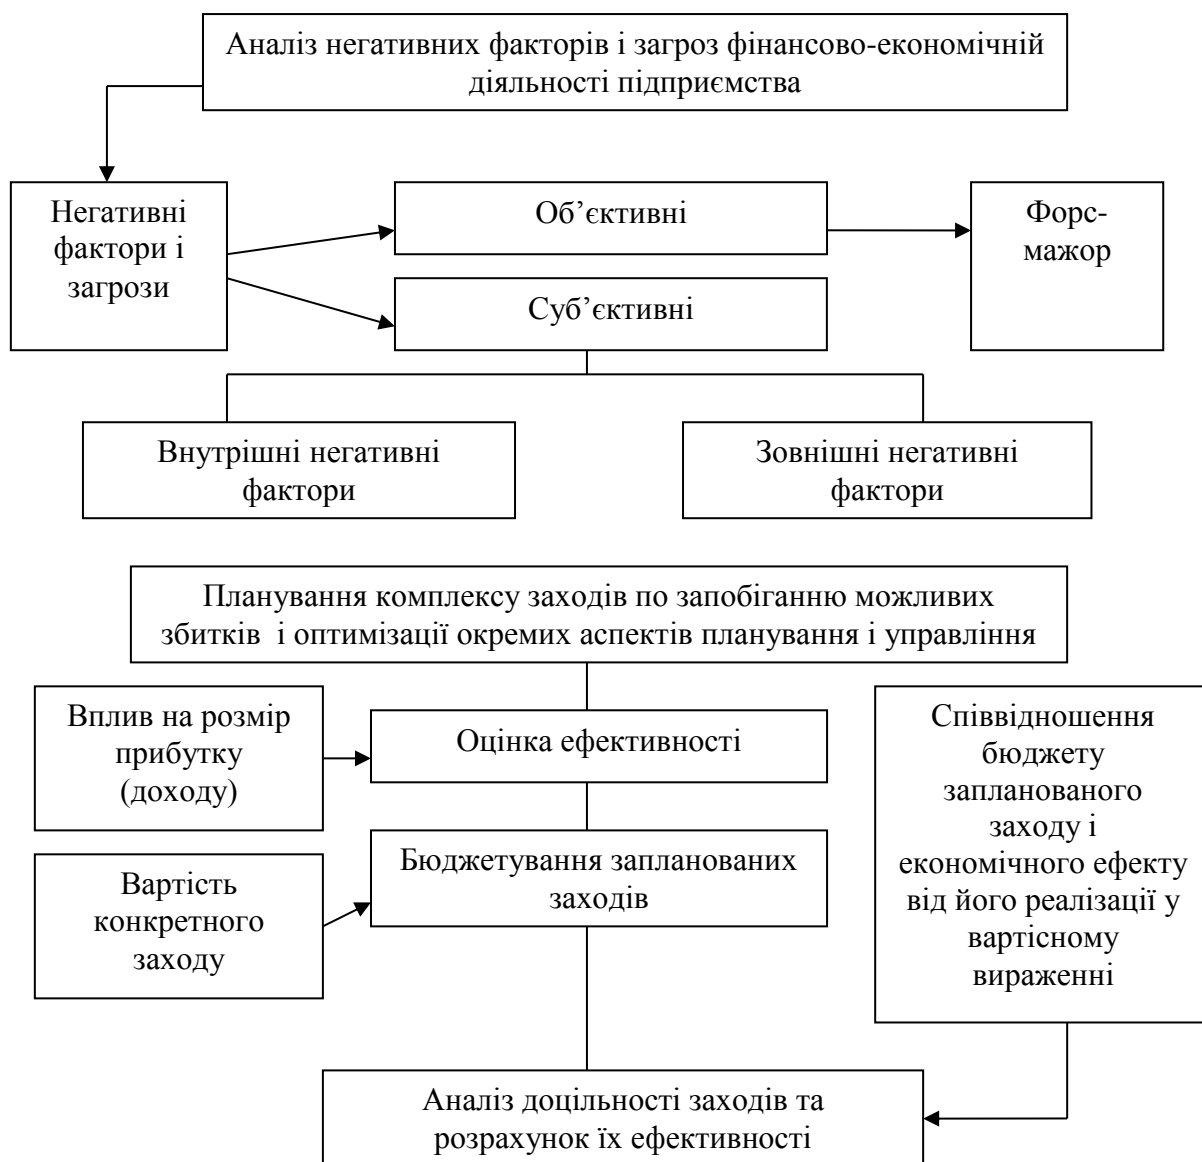 Аналіз негативних факторів і загроз фінансово-економічній
діяльності підприємства
Негативні
фактори і
загрози
Об’єктивні
Форс-
мажор
Суб’єктивні
Внутрішні негативні
фактори
Зовнішні негативні
фактори
Планування комплексу заходів по запобіганню можливих
збитків  і оптимізації окремих аспектів планування і управління
Вплив на розмір
прибутку
(доходу)
Оцінка ефективності
Співвідношення
бюджету
запланованого
заходу і
економічного ефекту
від його реалізації у
вартісному
вираженні
Вартість
конкретного
заходу
Бюджетування запланованих
заходів
Аналіз доцільності заходів та
розрахунок їх ефективності